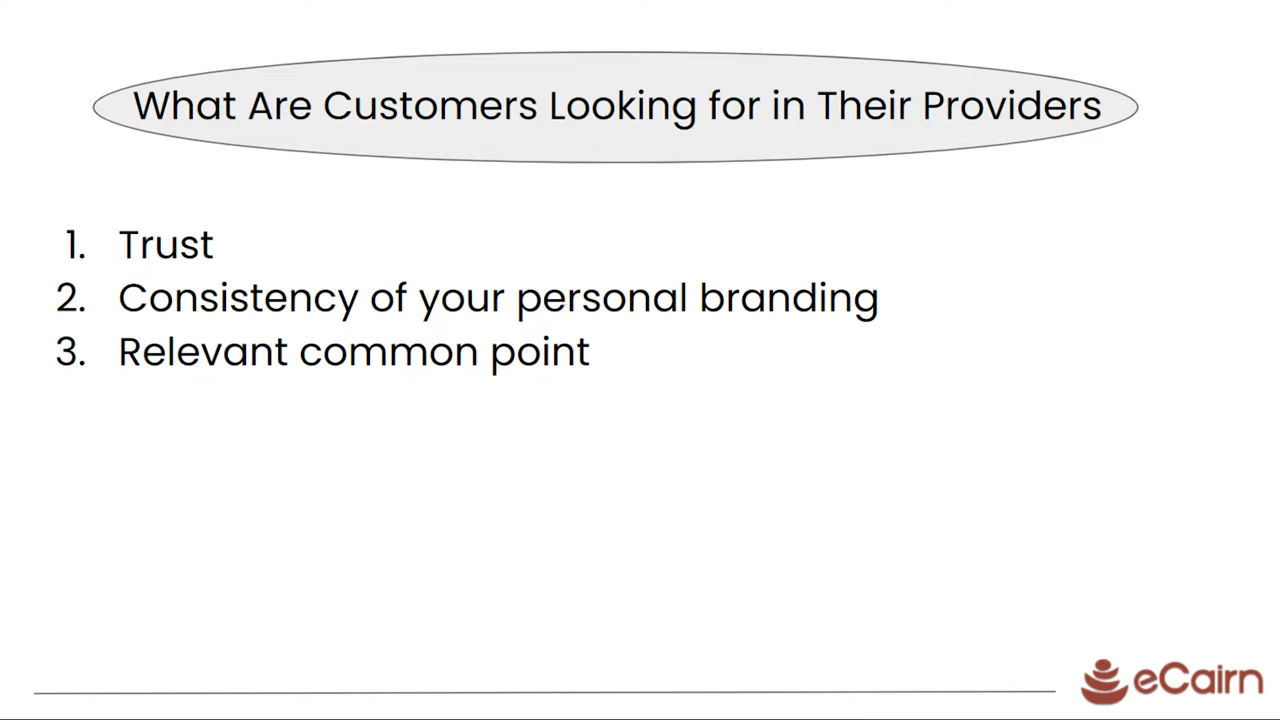 What Are Customers Looking for in Their Providers
1. Trust
2. Consistency of your personal branding
3. Relevant common point
eCairn